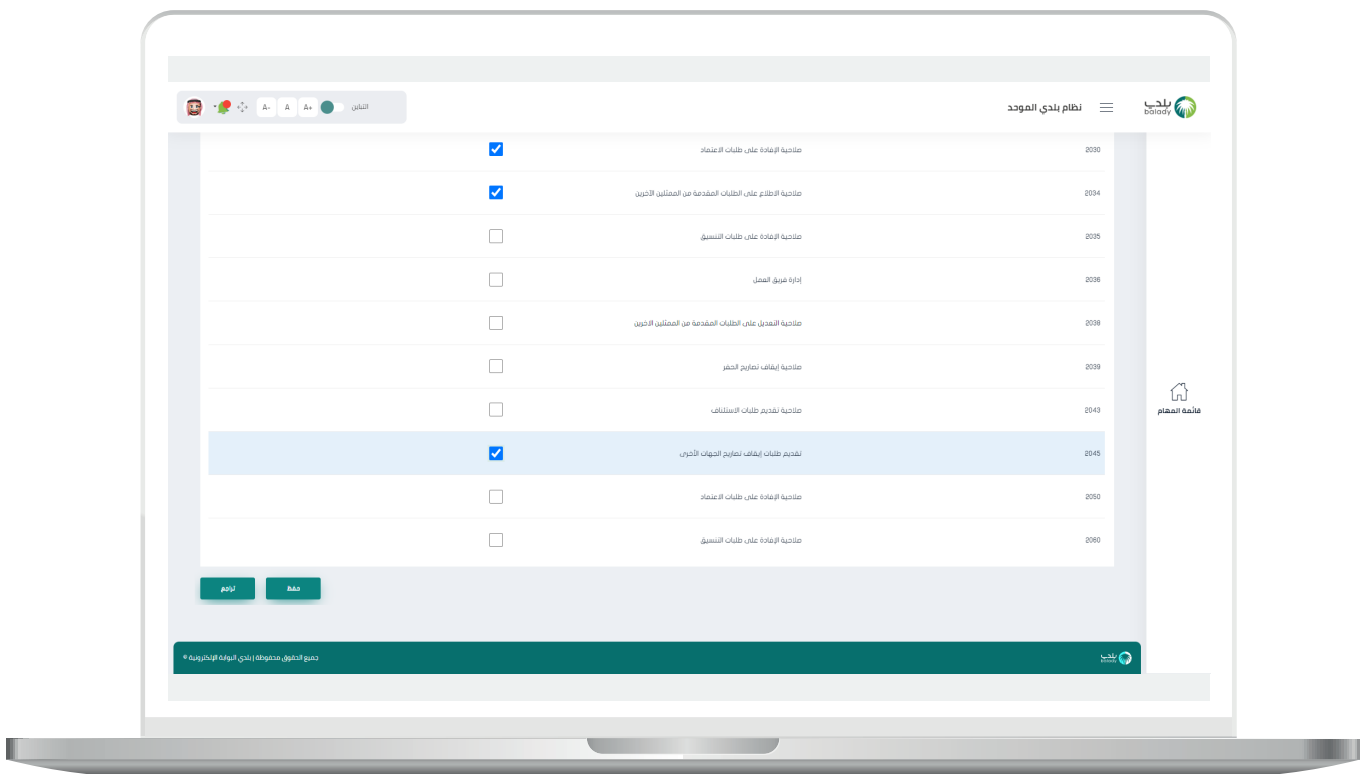 بلدي
balady
نظام بلدي الموحد
التباين
A+
A
A-
2030 صلاحية الإفادة على طلبات الاعتماد
2034 صلاحية الاطلاع على الطلبات المقدمة من الممثلين الآخرين
2035 صلاحية الإفادة على طلبات التنسيق
2036 إدارة فريق العمل
2038 صلاحية التعديل على الطلبات المقدمة من الممثلين الاخرين
2039 صلاحية إيقاف تصاريح الحفر
2043 صلاحية تقديم طلبات الاستئناف
2045 تقديم طلبات إيقاف تصاريح الجهات الأخرى
2050 صلاحية الإفادة على طلبات الاعتماد
2060 صلاحية الإفادة على طلبات التنسيق
قائمة المهام
حفظ
تراجع
بلدي
balady
جميع الحقوق محفوظة | بلدي البوابة الإلكترونية ©